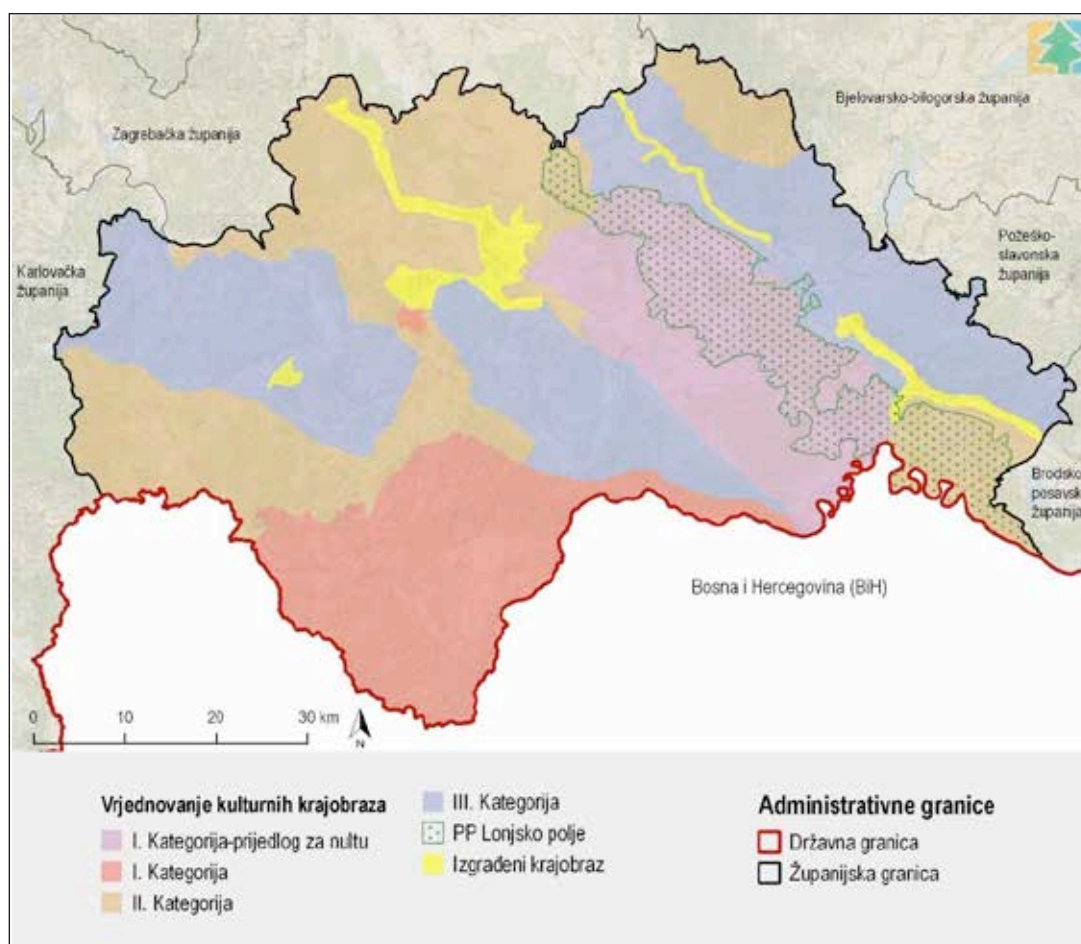 Zagrebačka županija
Bjelovarsko-bilogorska županija
Karlovačka
županija
Požeško-
slavonska
županija
Brodsko
posavsk
županija
Bosna i Hercegovina (BiH)
0 10 20 30 km
N
Vrjednovanje kulturnih krajobraza
I. Kategorija-prijedlog za nultu
I. Kategorija
II. Kategorija
III. Kategorija
PP Lonjsko polje
Izgrađeni krajobraz
Administrativne granice
Državna granica
Županijska granica